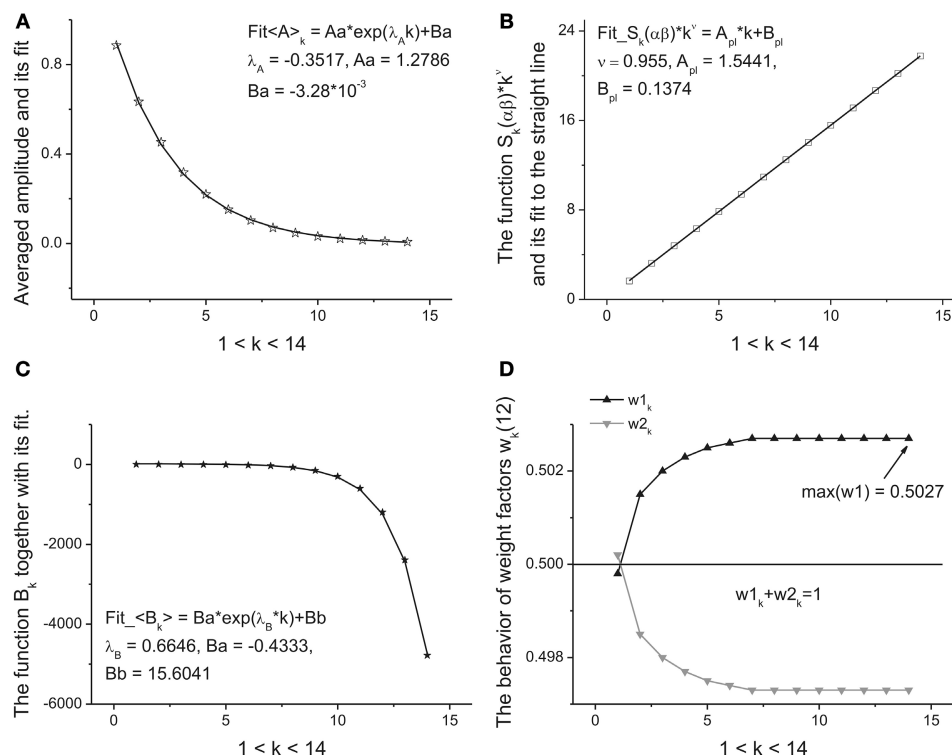 A
Averaged amplitude and its fit
Fit<A>k = Aa*exp(λAk)+Ba
λA = -0.3517, Aa = 1.2786
Ba = -3.28*10-3
0.8
0.4
0.0
0 5 10 15
1 < k < 14
B
The function Sk(αβ)*kν
and its fit to the straight line
Fit_Sk(αβ)*kν = Apl*k+Bpl
ν = 0.955, Apl = 1.5441,
Bpl = 0.1374
24
16
8
0
0 5 10 15
1 < k < 14
C
The function Bk together with its fit.
0
-2000
-4000
-6000
Fit_<Bk> = Ba*exp(λB*k)+Bb
λB = 0.6646, Ba = -0.4333,
Bb = 15.6041
0 5 10 15
1 < k < 14
D
The behavior of weight factors wk(12)
w1k
w2k
0.502
0.500
0.498
max(w1) = 0.5027
w1k+w2k=1
0 5 10 15
1 < k < 14